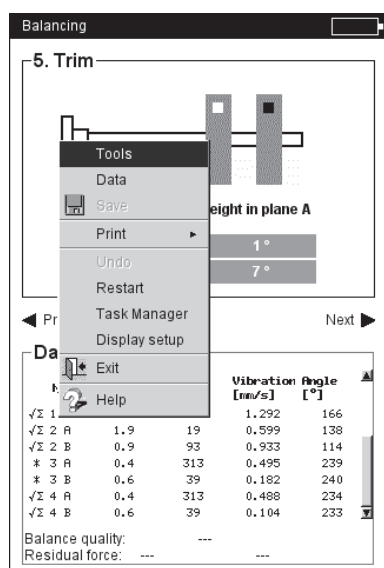 Balancing
5. Trim
Tools
Data
Save
eight in plane A
Print
1 °
Undo
7 °
Restart
Pr
Task Manager
Next
Display setup
Da
Exit
Vibration Angle
[mm/s] [°]
Help
√Σ 1 1.292 166
√Σ 2 A 1.9 19 0.599 138
√Σ 2 B 0.9 93 0.933 114
* 3 A 0.4 313 0.495 239
* 3 B 0.6 39 0.182 240
√Σ 4 A 0.4 313 0.488 234
√Σ 4 B 0.6 39 0.104 233
Balance quality: ---
Residual force: --- ---